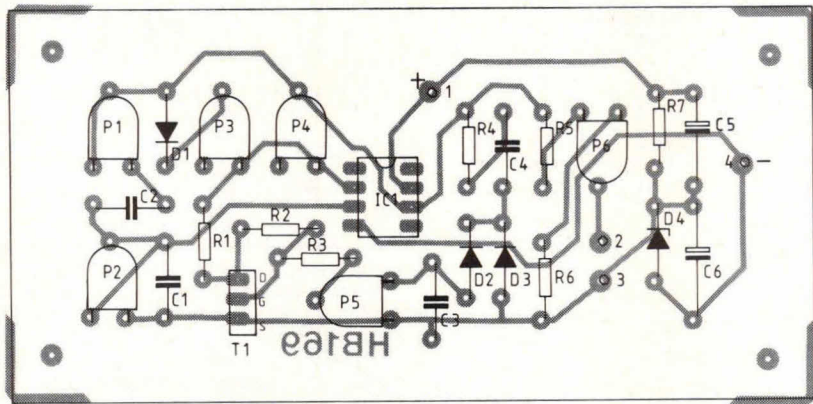 + 1
P1 D1 P3 P4 R4 C4 R5 P6 R7 C5
IC1
4 -
C2
R1 R2 D4
P2 R3 2
C1 D G S P5 C3 D2 D3 R6 3 C6
T1
HB169